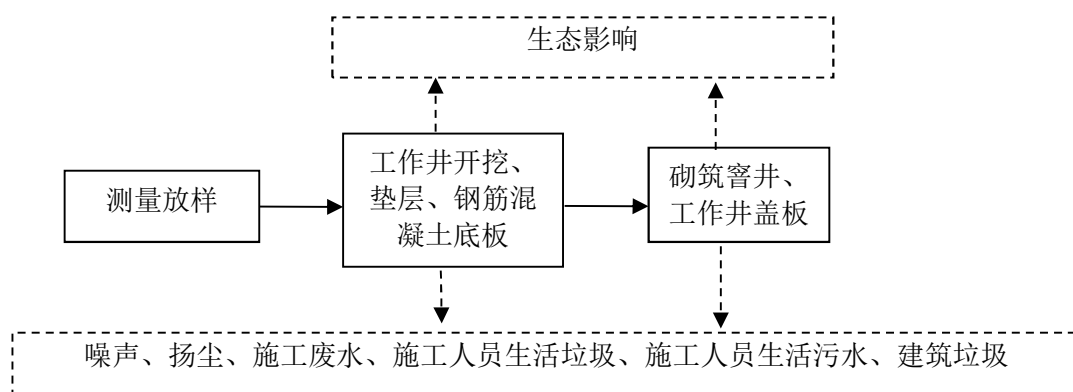 生态影响
测量放样
工作井开挖、
垫层、钢筋混
凝土底板
砌筑窨井、
工作井盖板
噪声、扬尘、施工废水、施工人员生活垃圾、施工人员生活污水、建筑垃圾